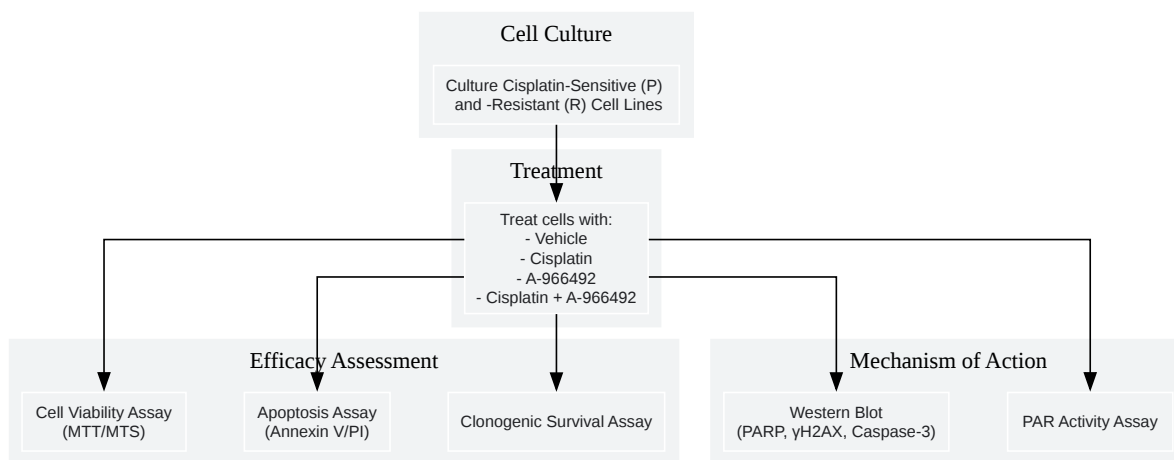 Cell Culture
Culture Cisplatin-Sensitive (P)
and -Resistant (R) Cell Lines
Treatment
Treat cells with:
- Vehicle
- Cisplatin
- A-966492
- Cisplatin + A-966492
Efficacy Assessment
Cell Viability Assay
(MTT/MTS)
Apoptosis Assay
(Annexin V/PI)
Clonogenic Survival Assay
Mechanism of Action
Western Blot
(PARP, γH2AX, Caspase-3)
PAR Activity Assay